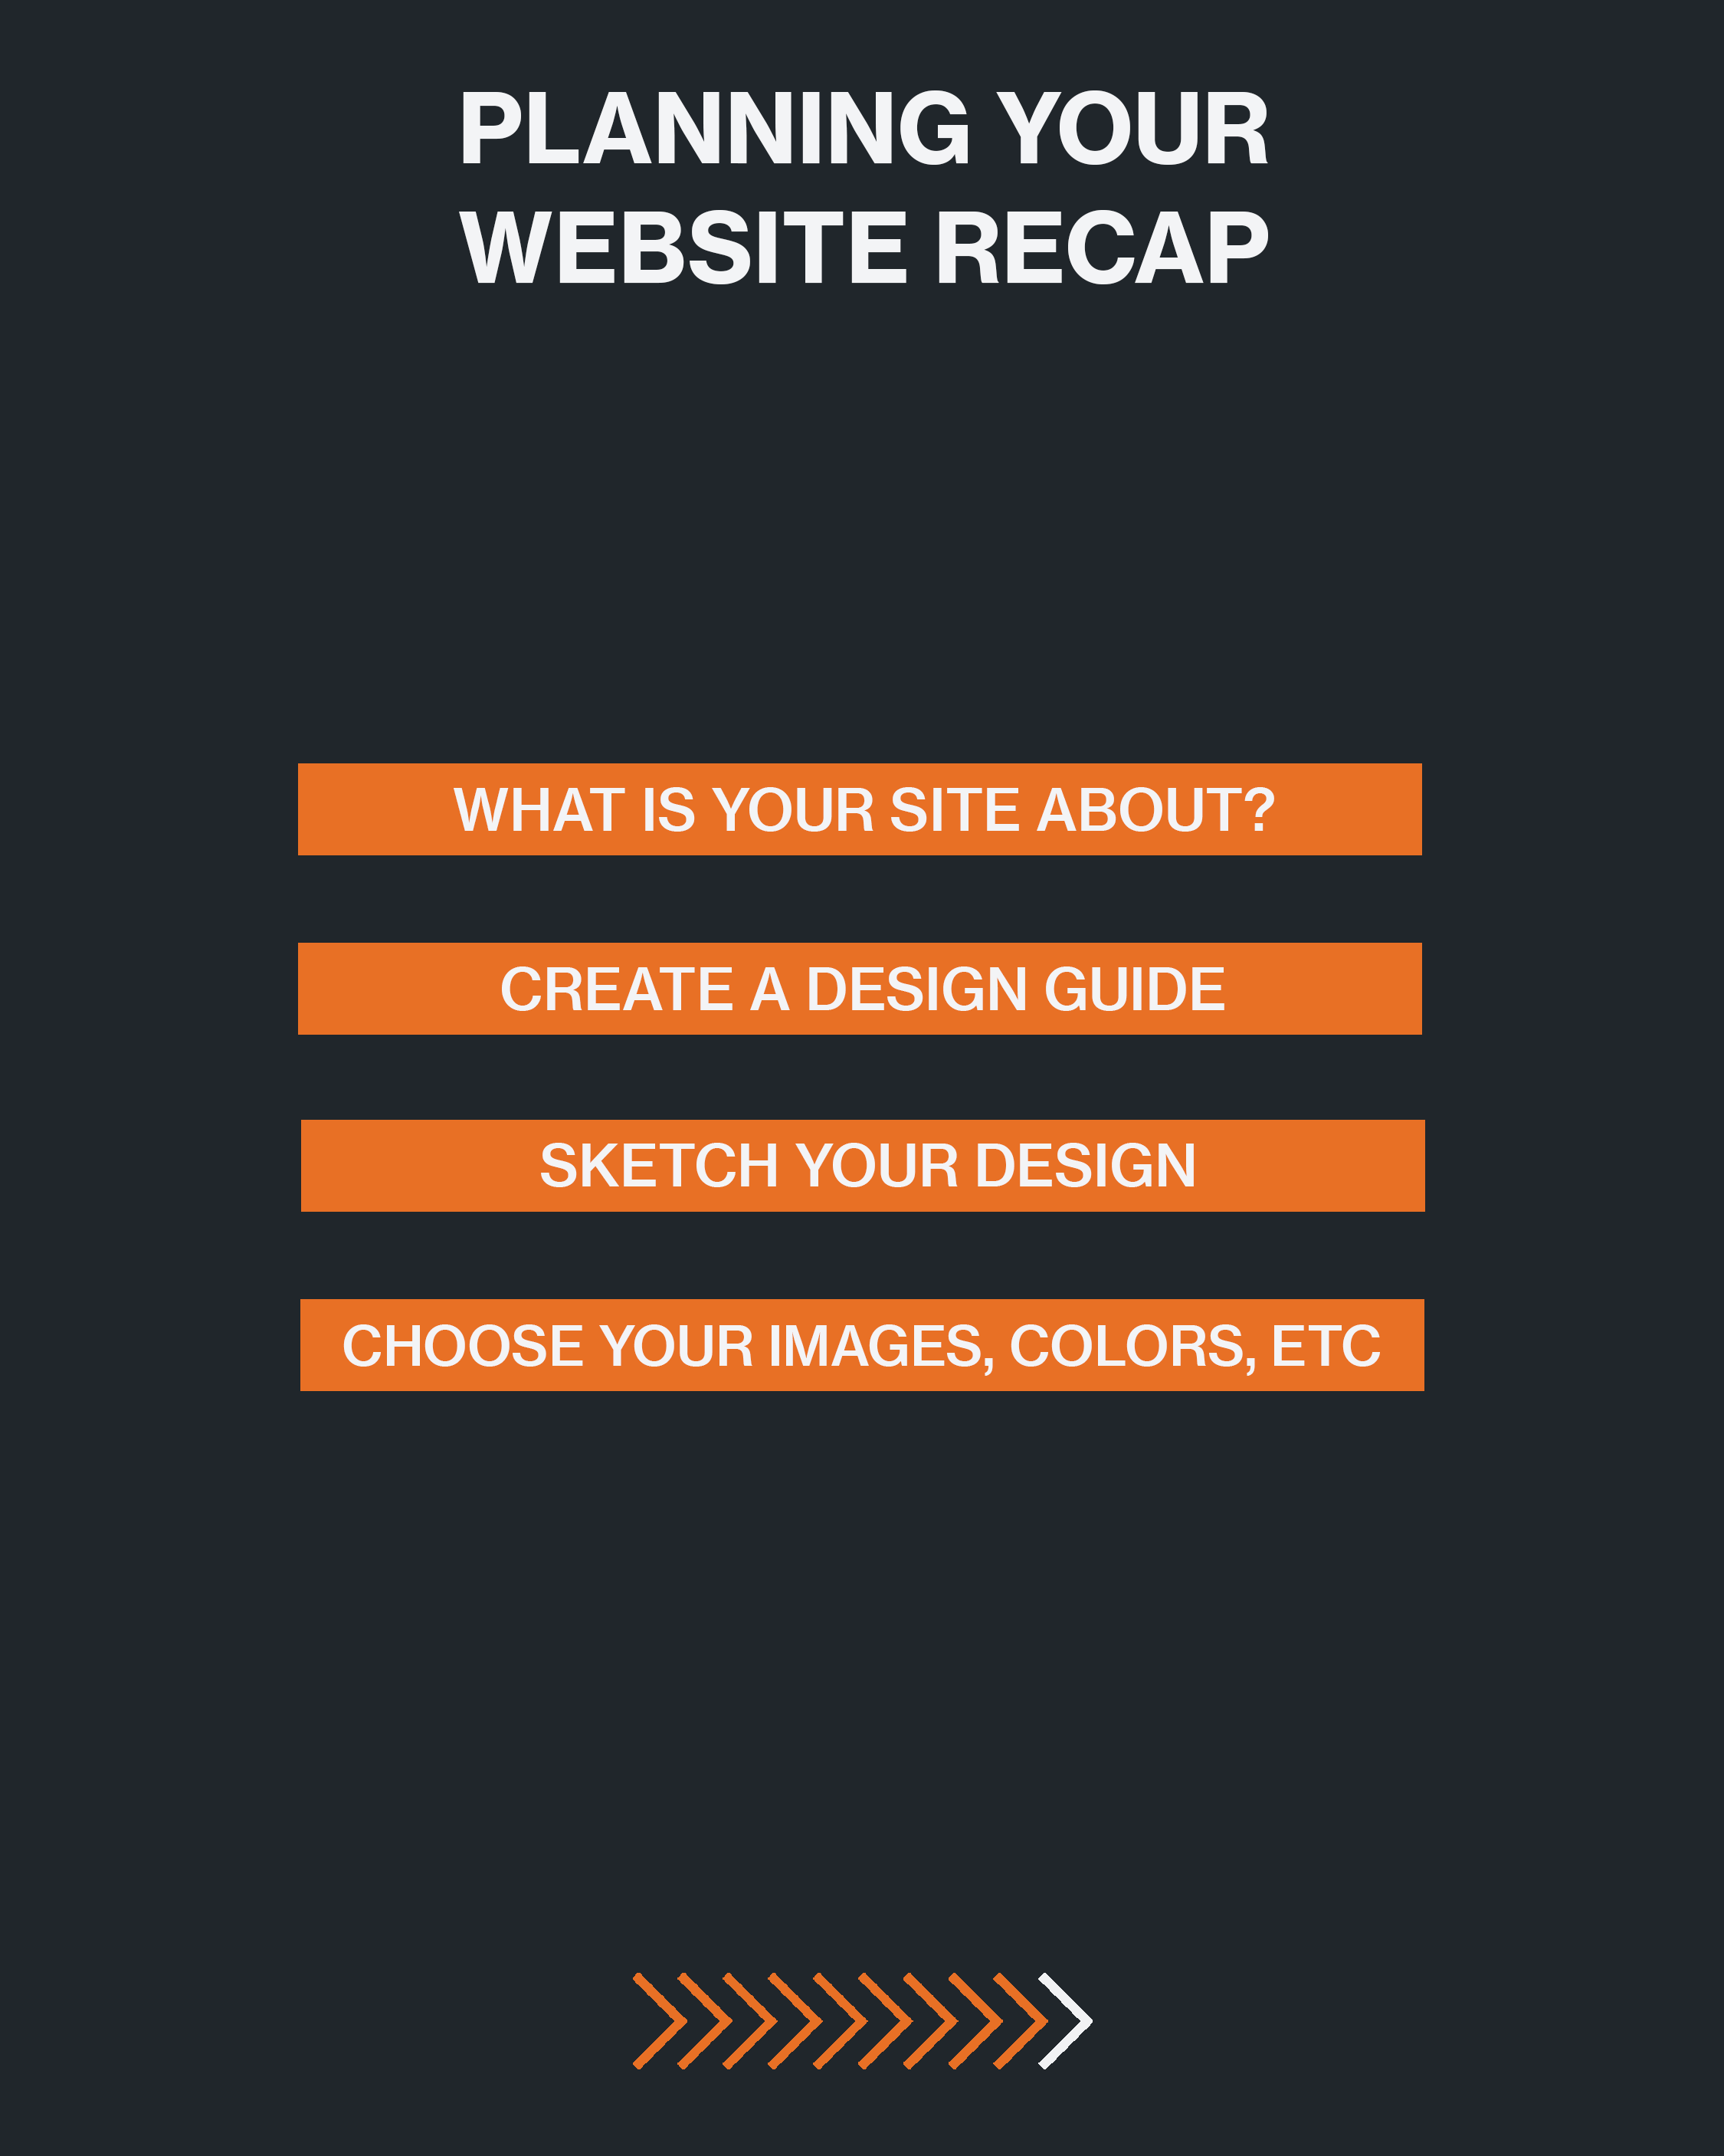 PLANNING YOUR
WEBSITE RECAP
WHAT IS YOUR SITE ABOUT?
CREATE A DESIGN GUIDE
SKETCH YOUR DESIGN
CHOOSE YOUR IMAGES, COLORS, ETC